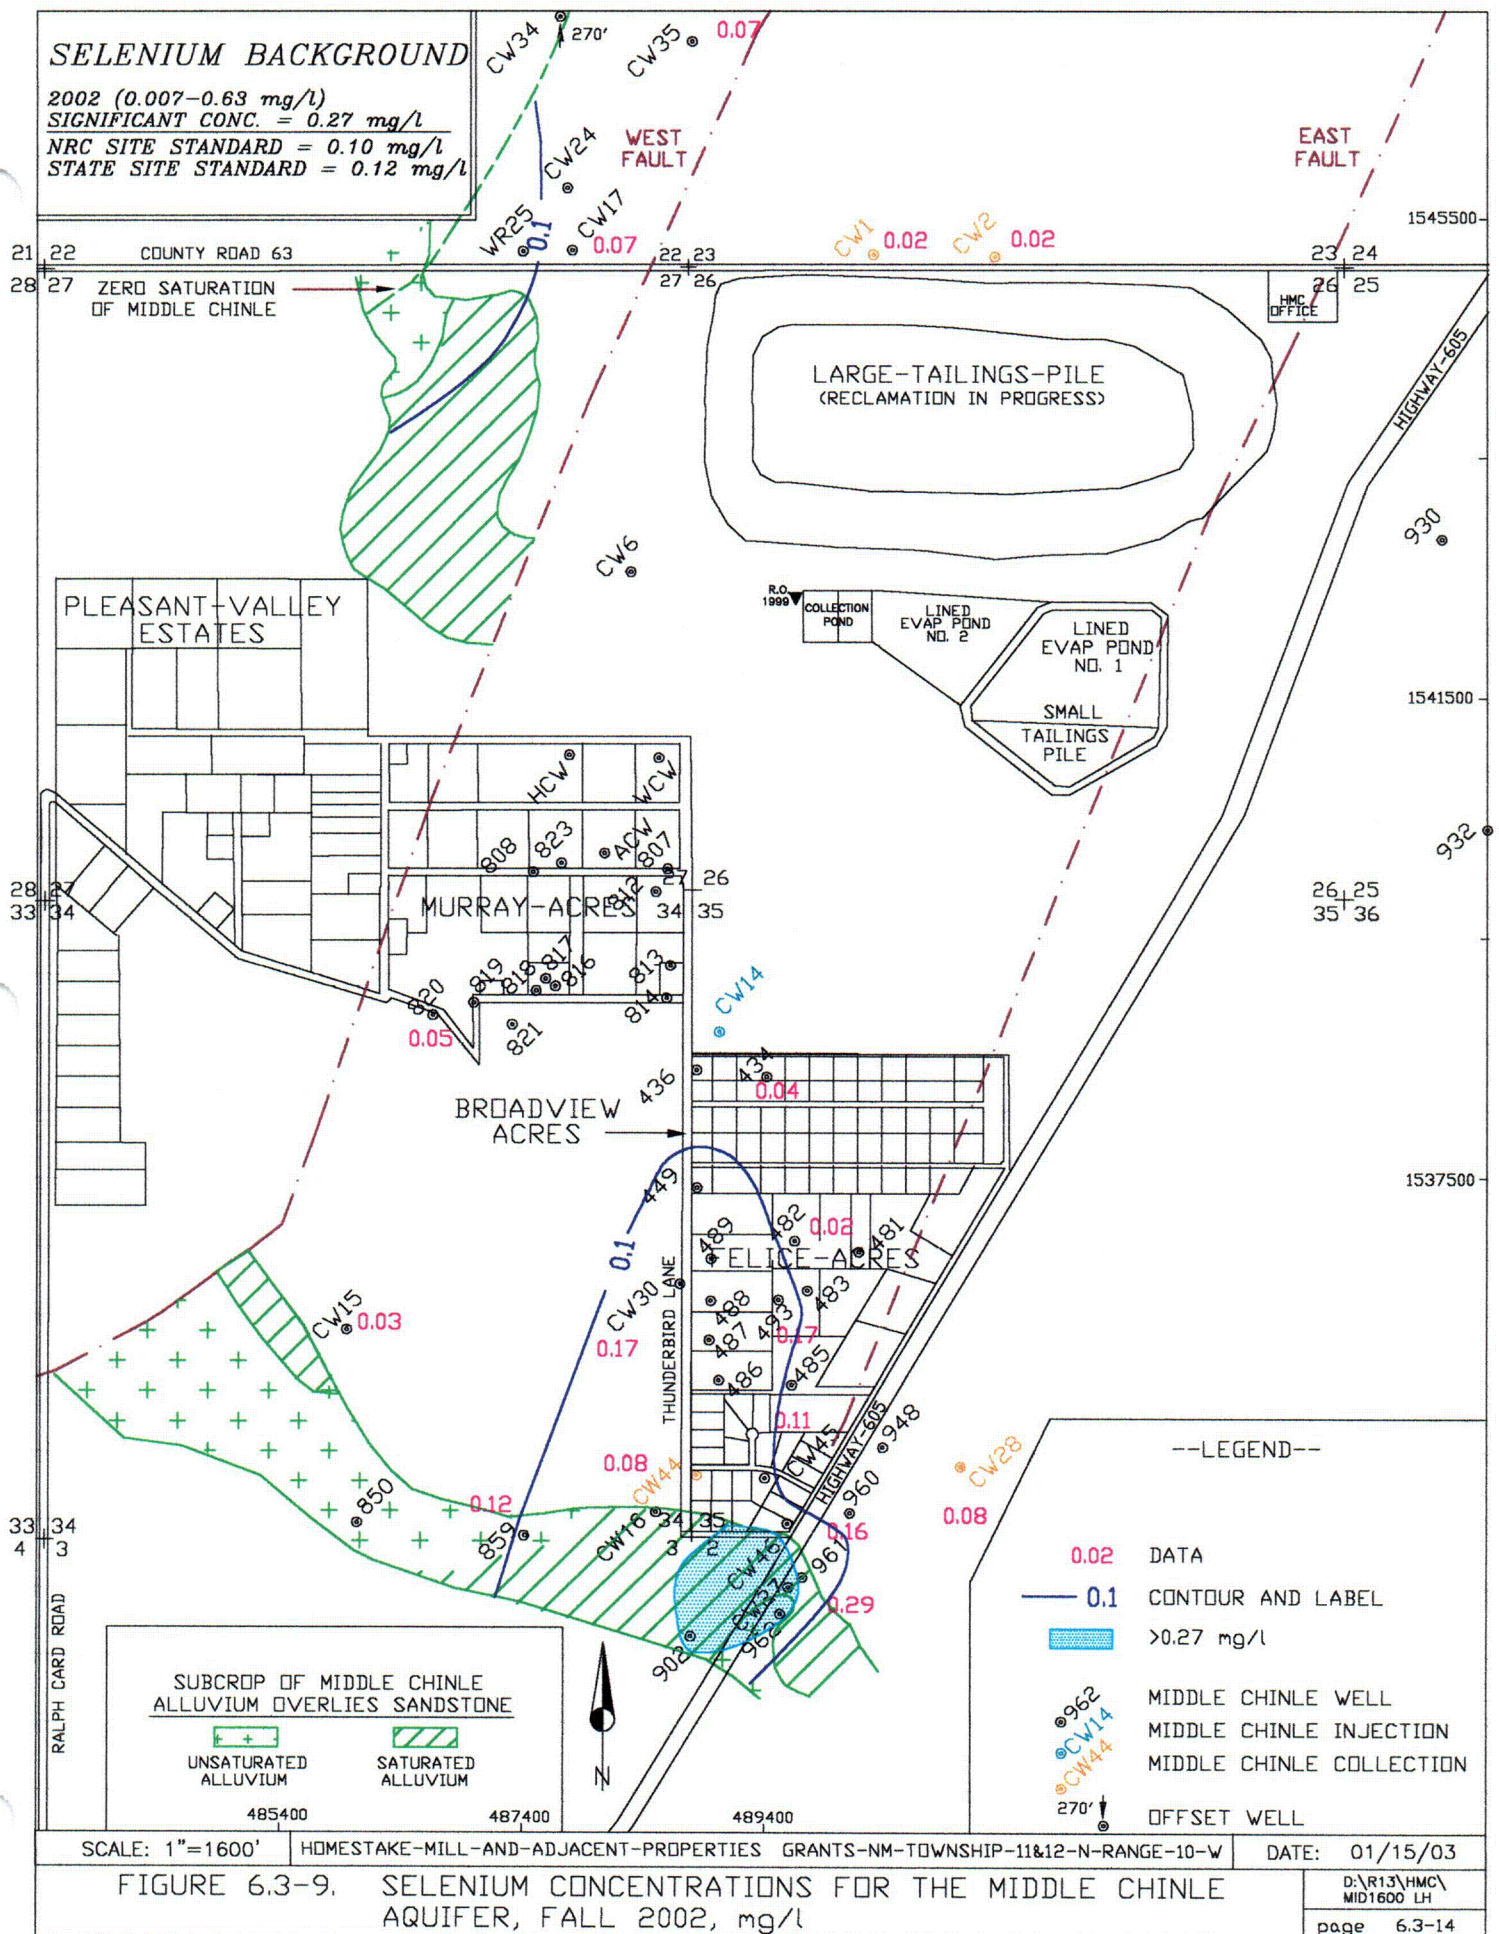 SELENIUM BACKGROUND
2002 (0.007-0.63 mg/l)
SIGNIFICANT CONC. = 0.27 mg/l
NRC SITE STANDARD = 0.10 mg/l
STATE SITE STANDARD = 0.12 mg/l
CW34
270'
CW35
0.07
WEST
FAULT
EAST
FAULT
CW24
WR25
0.1
CW17
0.07
CW1
0.02
CW2
0.02
1545500
21 22
28 27
COUNTY ROAD 63
22 23
27 26
23 24
26 25
ZERO SATURATION
OF MIDDLE CHINLE
HMC
OFFICE
HIGHWAY-605
LARGE-TAILINGS-PILE
(RECLAMATION IN PROGRESS)
930
CW6
R.O.
1999
COLLECTION
POND
LINED
EVAP POND
NO. 2
LINED
EVAP POND
NO. 1
SMALL
TAILINGS
PILE
1541500
PLEASANT-VALLEY
ESTATES
HCW
WCW
808
823
ACW
807
812
932
28 27
33 34
27 26
34 35
26 25
35 36
MURRAY-ACRES
820
819
818
817
816
813
814
821
0.05
CW14
436
434
0.04
BROADVIEW
ACRES
1537500
449
489
482
0.02
481
FELICE-ACRES
0.1
CW30
THUNDERBIRD LANE
488
493
483
487
0.17
0.17
486
485
CW15
0.03
0.11
CW45
HIGHWAY-605
948
CW28
0.08
0.08
CW44
960
850
0.12
859
CW16
34 35
3 2
0.16
CW46
961
CW37
0.29
962
902
33 34
4 3
RALPH CARD ROAD
--LEGEND--
0.02 DATA
0.1 CONTOUR AND LABEL
>0.27 mg/l
962 MIDDLE CHINLE WELL
CW14 MIDDLE CHINLE INJECTION
CW44 MIDDLE CHINLE COLLECTION
270' OFFSET WELL
SUBCROP OF MIDDLE CHINLE
ALLUVIUM OVERLIES SANDSTONE
UNSATURATED
ALLUVIUM
SATURATED
ALLUVIUM
N
485400
487400
489400
SCALE: 1"=1600'
HOMESTAKE-MILL-AND-ADJACENT-PROPERTIES GRANTS-NM-TOWNSHIP-11&12-N-RANGE-10-W
DATE: 01/15/03
FIGURE 6.3-9. SELENIUM CONCENTRATIONS FOR THE MIDDLE CHINLE
AQUIFER, FALL 2002, mg/l
D:\R13\HMC\
MID1600 LH
page 6.3-14